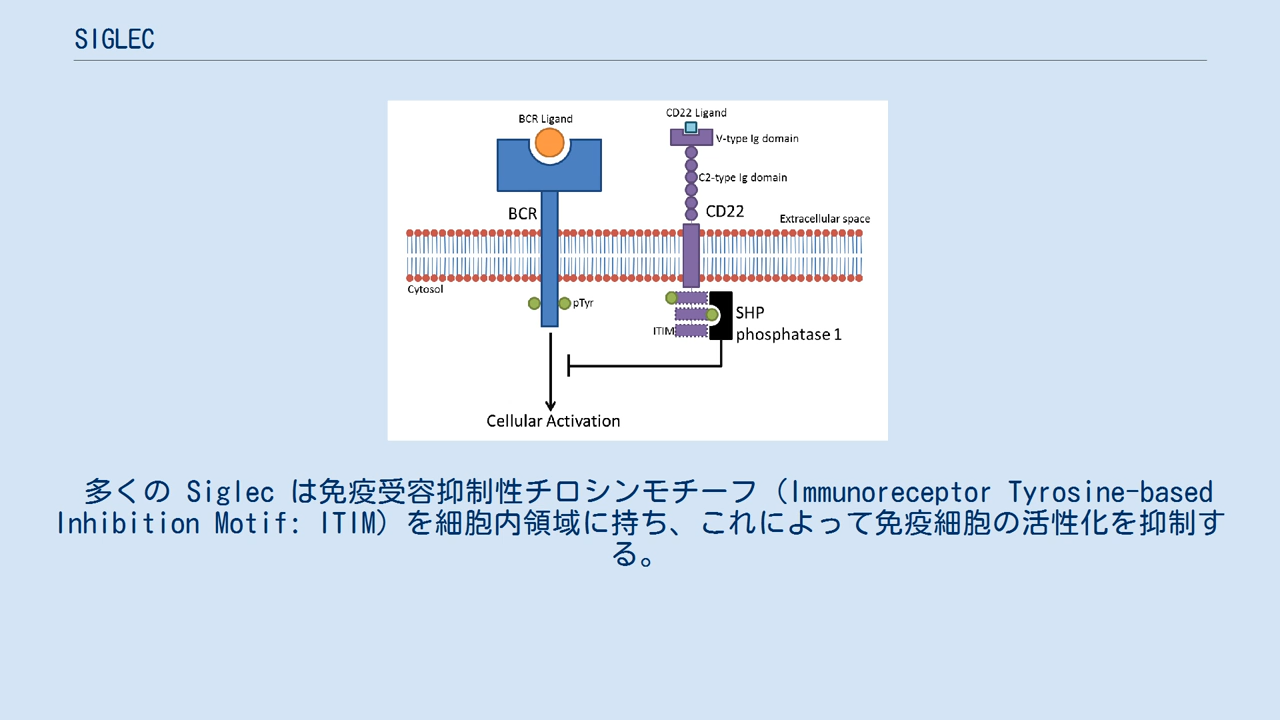 SIGLEC
BCR Ligand
CD22 Ligand
V-type Ig domain
C2-type Ig domain
BCR
CD22
Extracellular space
Cytosol
pTyr
ITIM
SHP
phosphatase 1
Cellular Activation
多くの Siglec は免疫受容抑制性チロシンモチーフ（Immunoreceptor Tyrosine-based
Inhibition Motif: ITIM）を細胞内領域に持ち、これによって免疫細胞の活性化を抑制す
る。